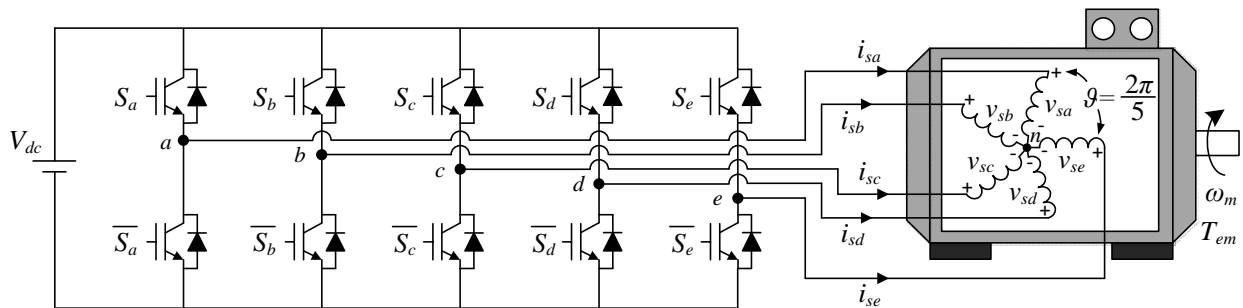 V_dc
S_a
S_b
S_c
S_d
S_e
a
b
c
d
e
S̅_a̅
S̅_b̅
S̅_c̅
S̅_d̅
S̅_e̅
i_sa
i_sb
i_sc
i_sd
i_se
+
v_sa
-
+
v_sb
-
+
v_sc
-
+
v_sd
-
+
v_se
-
n
ϑ = 2π/5
ω_m
T_em